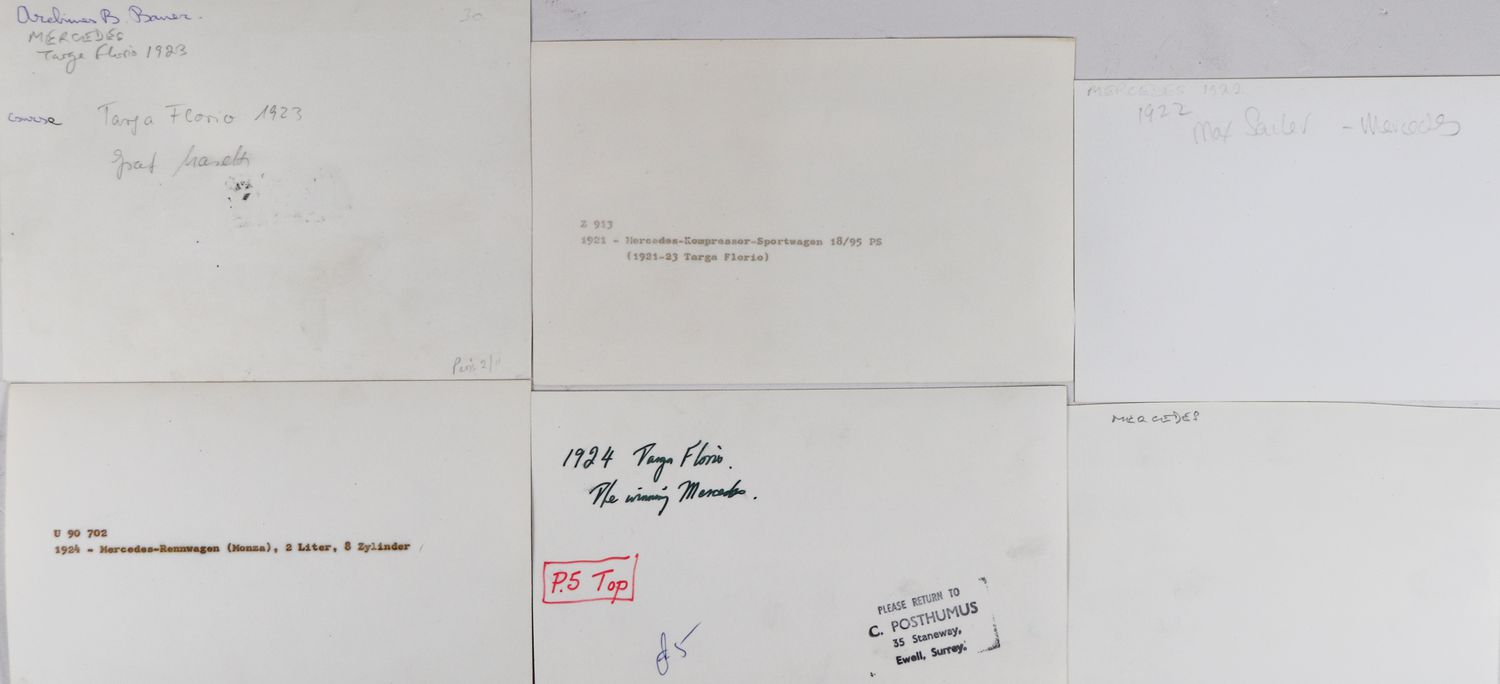 Archives B. Bauer.
30
MERCEDES
Targa Florio 1923
course Targa Florio 1923
Graf Masetti
Z 913
1921 - Mercedes-Kompressor-Sportwagen 18/95 PS
(1921-23 Targa Florio)
MERCEDES 1922
1922
Max Sailer - Mercedes
U 90 702
1924 - Mercedes-Rennwagen (Monza), 2 Liter, 8 Zylinder
1924 Targa Florio.
The winning Mercedes.
P.5 Top
PLEASE RETURN TO
C. POSTHUMUS
35 Staneway,
Ewell, Surrey.
MERCEDES